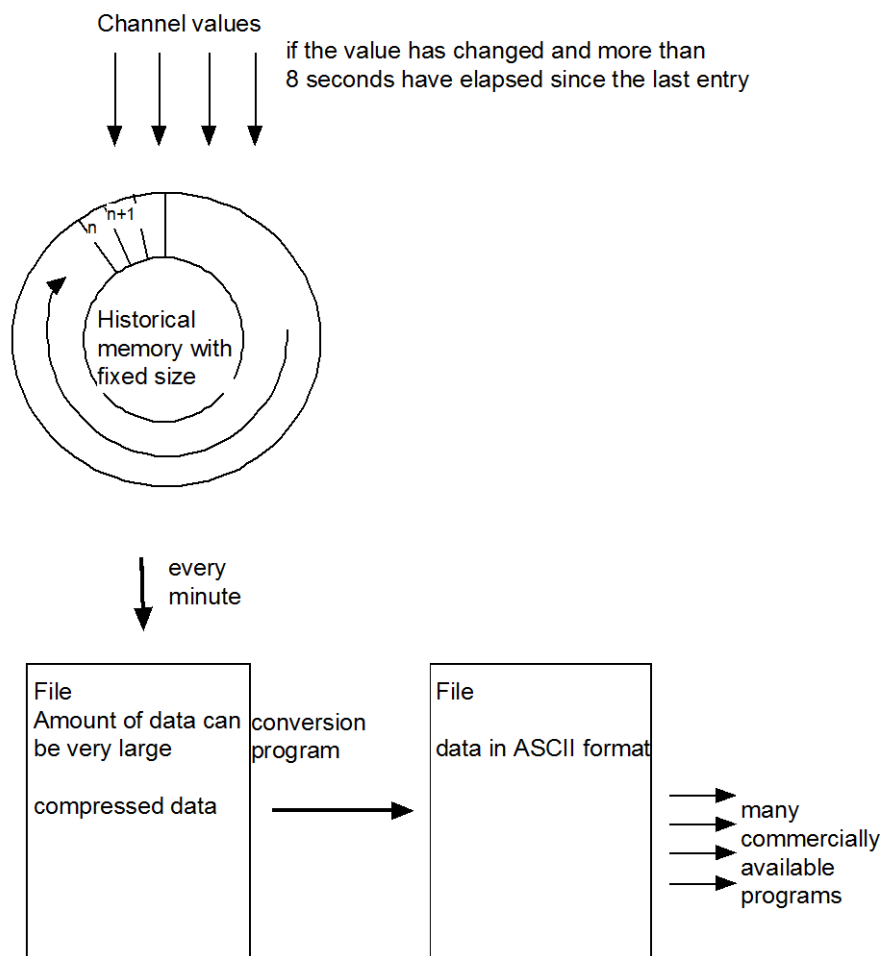 Channel values
if the value has changed and more than
8 seconds have elapsed since the last entry
n
n+1
Historical
memory with
fixed size
every
minute
File
Amount of data can
be very large
compressed data
conversion
program
File
data in ASCII format
many
commercially
available
programs